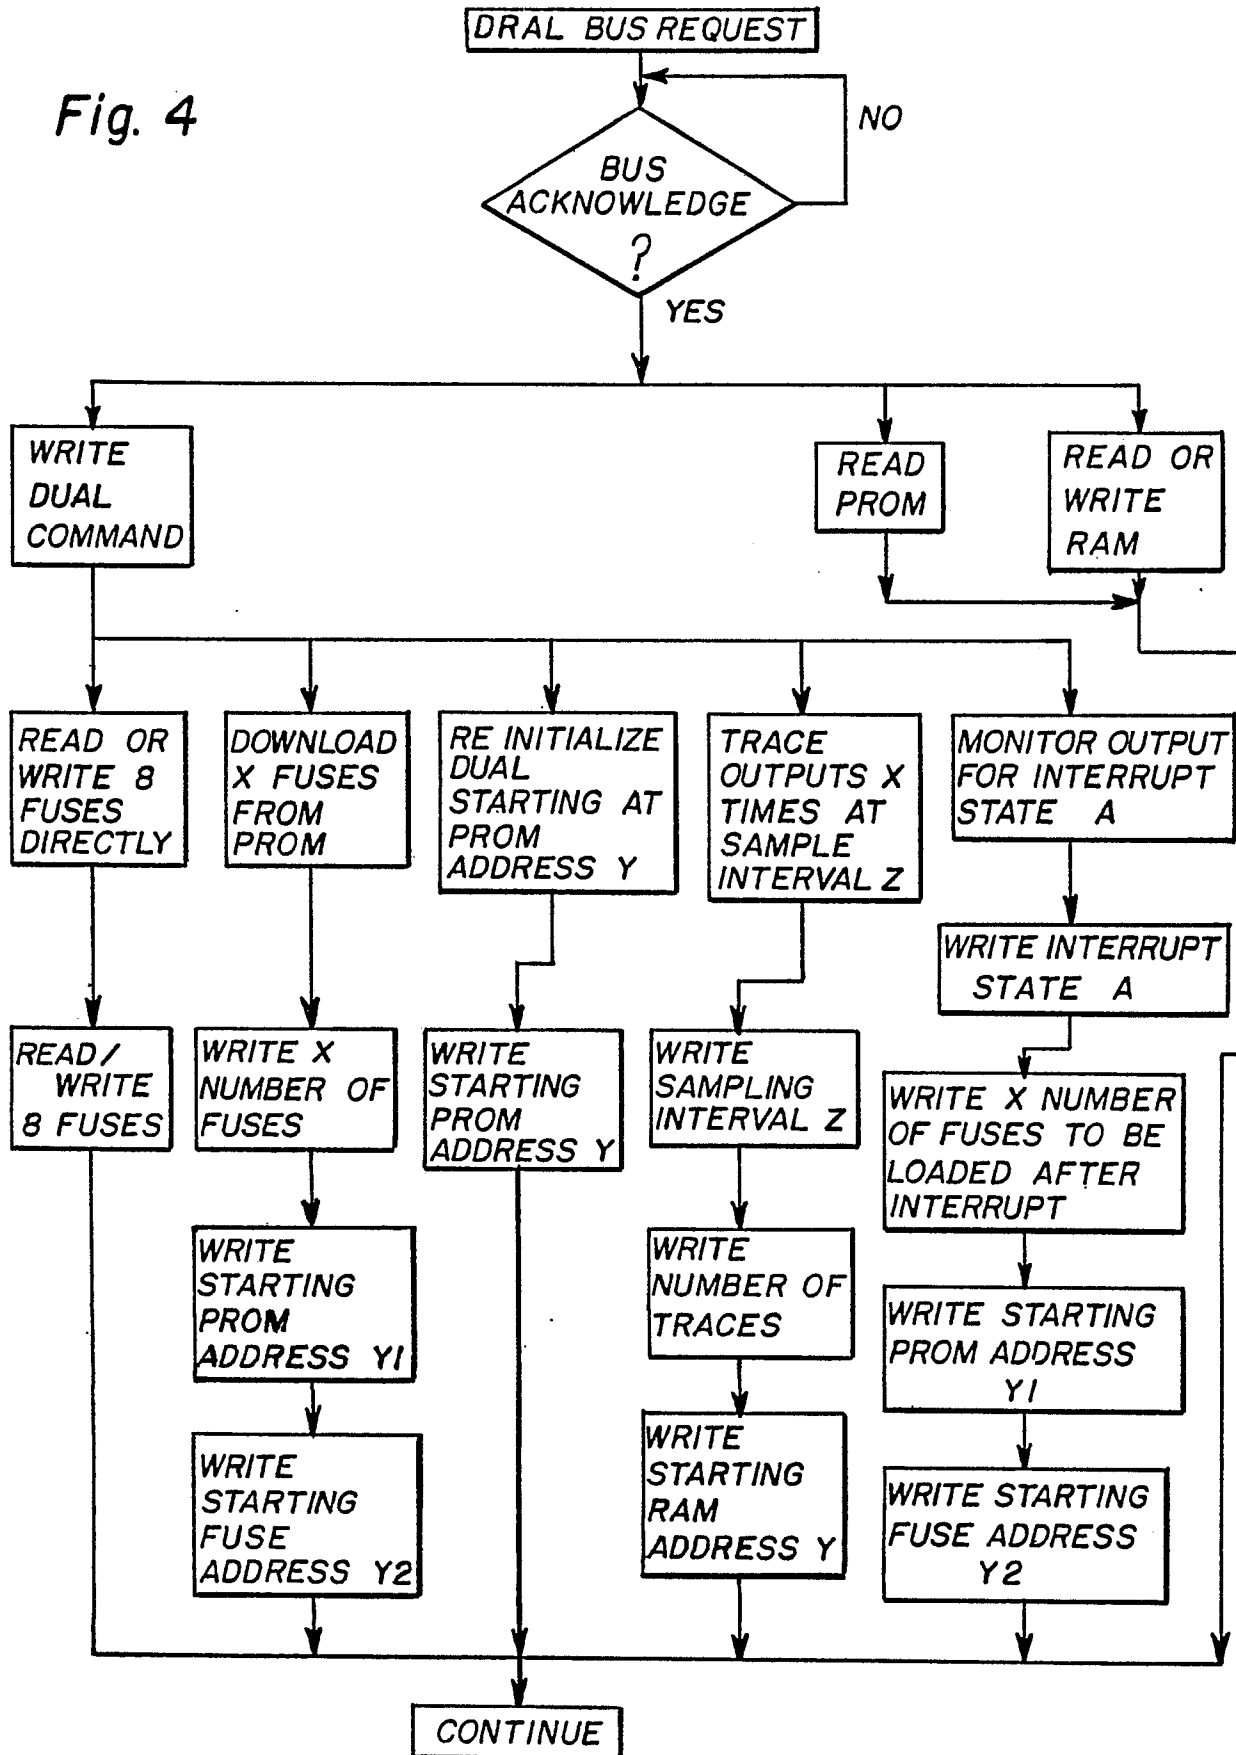 DRAL BUS REQUEST
Fig. 4
NO
BUS
ACKNOWLEDGE
?
YES
WRITE
DUAL
COMMAND
READ
PROM
READ OR
WRITE
RAM
READ OR
WRITE 8
FUSES
DIRECTLY
DOWNLOAD
X FUSES
FROM
PROM
RE INITIALIZE
DUAL
STARTING AT
PROM
ADDRESS Y
TRACE
OUTPUTS X
TIMES AT
SAMPLE
INTERVAL Z
MONITOR OUTPUT
FOR INTERRUPT
STATE A
WRITE INTERRUPT
STATE A
READ/
WRITE
8 FUSES
WRITE X
NUMBER OF
FUSES
WRITE
STARTING
PROM
ADDRESS Y
WRITE
SAMPLING
INTERVAL Z
WRITE X NUMBER
OF FUSES TO BE
LOADED AFTER
INTERRUPT
WRITE
STARTING
PROM
ADDRESS Y1
WRITE
NUMBER OF
TRACES
WRITE STARTING
PROM ADDRESS
Y1
WRITE
STARTING
FUSE
ADDRESS Y2
WRITE
STARTING
RAM
ADDRESS Y
WRITE STARTING
FUSE ADDRESS
Y2
CONTINUE